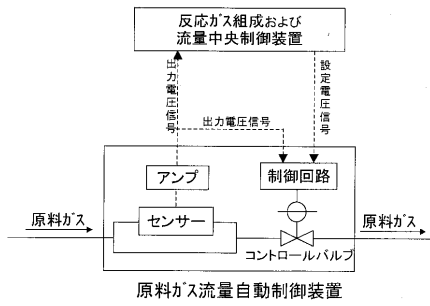 反応ガス組成および
流量中央制御装置
出力電圧信号
設定電圧信号
出力電圧信号
アンプ
制御回路
原料ガス
センサー
原料ガス
コントロールバルブ
原料ガス流量自動制御装置